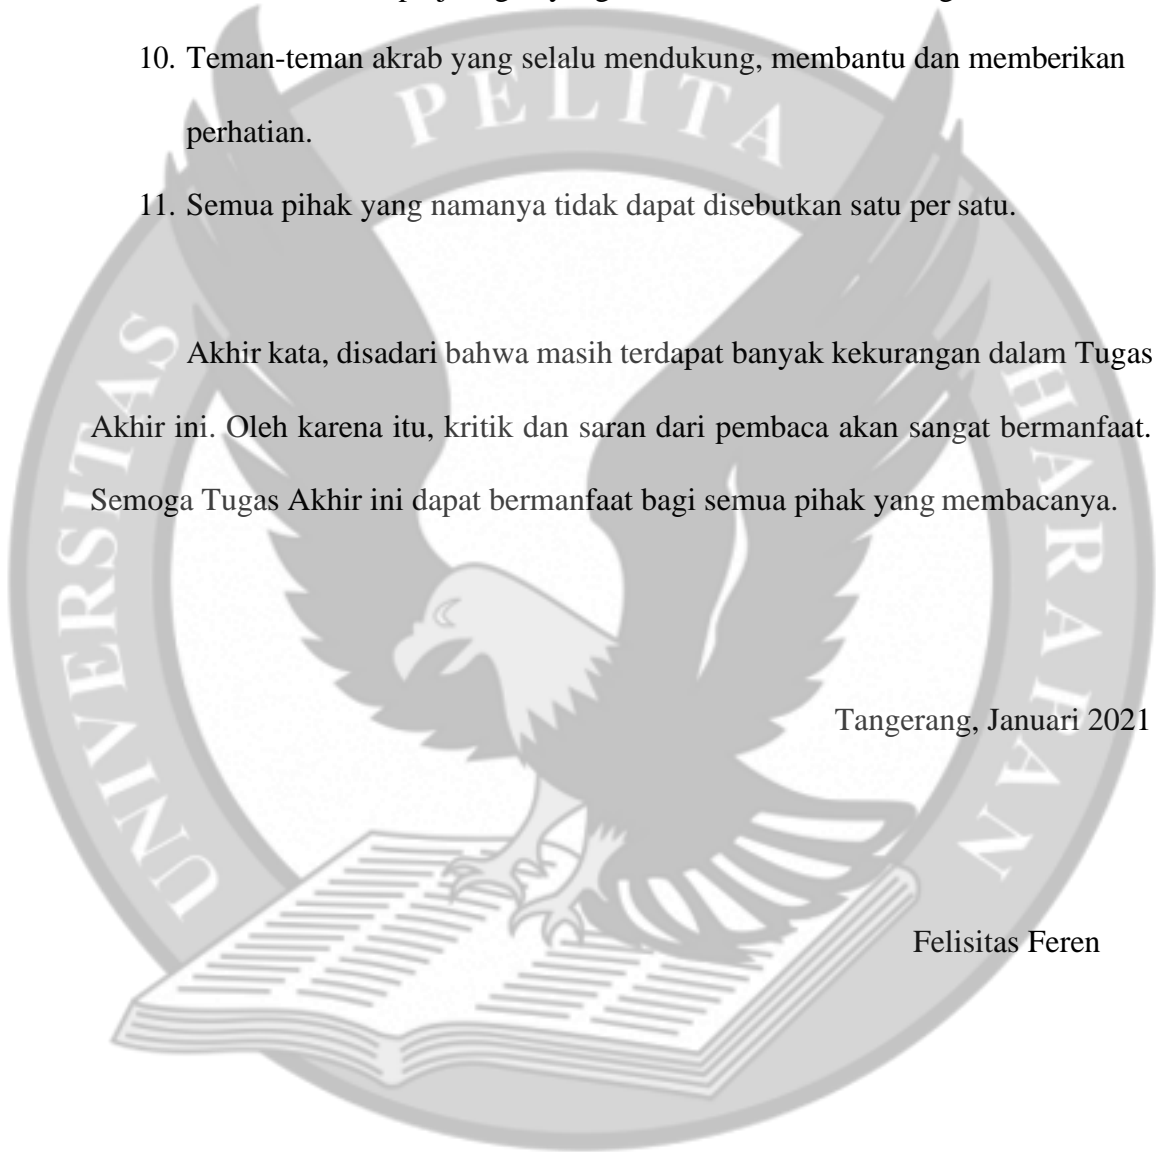 10. Teman-teman akrab yang selalu mendukung, membantu dan memberikan
perhatian.
11. Semua pihak yang namanya tidak dapat disebutkan satu per satu.
Akhir kata, disadari bahwa masih terdapat banyak kekurangan dalam Tugas
Akhir ini. Oleh karena itu, kritik dan saran dari pembaca akan sangat bermanfaat.
Semoga Tugas Akhir ini dapat bermanfaat bagi semua pihak yang membacanya.
Tangerang, Januari 2021
Felisitas Feren
UNIVERSITAS PELITA HARAPAN